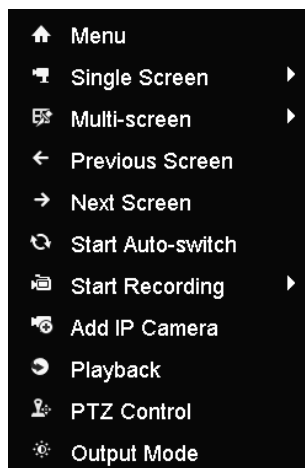 Menu
Single Screen
Multi-screen
Previous Screen
Next Screen
Start Auto-switch
Start Recording
Add IP Camera
Playback
PTZ Control
Output Mode